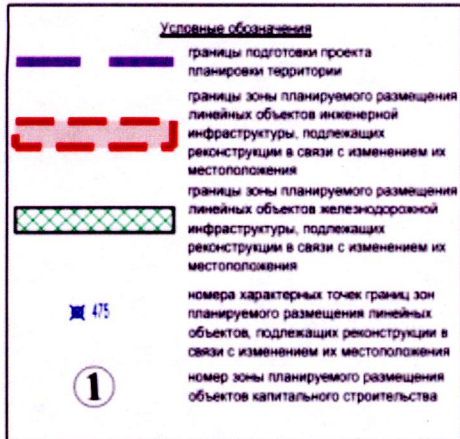 Условные обозначения
границы подготовки проекта
планировки территории
границы зоны планируемого размещения
линейных объектов инженерной
инфраструктуры, подлежащих
реконструкции в связи с изменением их
местоположения
границы зоны планируемого размещения
линейных объектов железнодорожной
инфраструктуры, подлежащих
реконструкции в связи с изменением их
местоположения
475
номера характерных точек границ зон
планируемого размещения линейных
объектов, подлежащих реконструкции в
связи с изменением их местоположения
1
номер зоны планируемого размещения
объектов капитального строительства